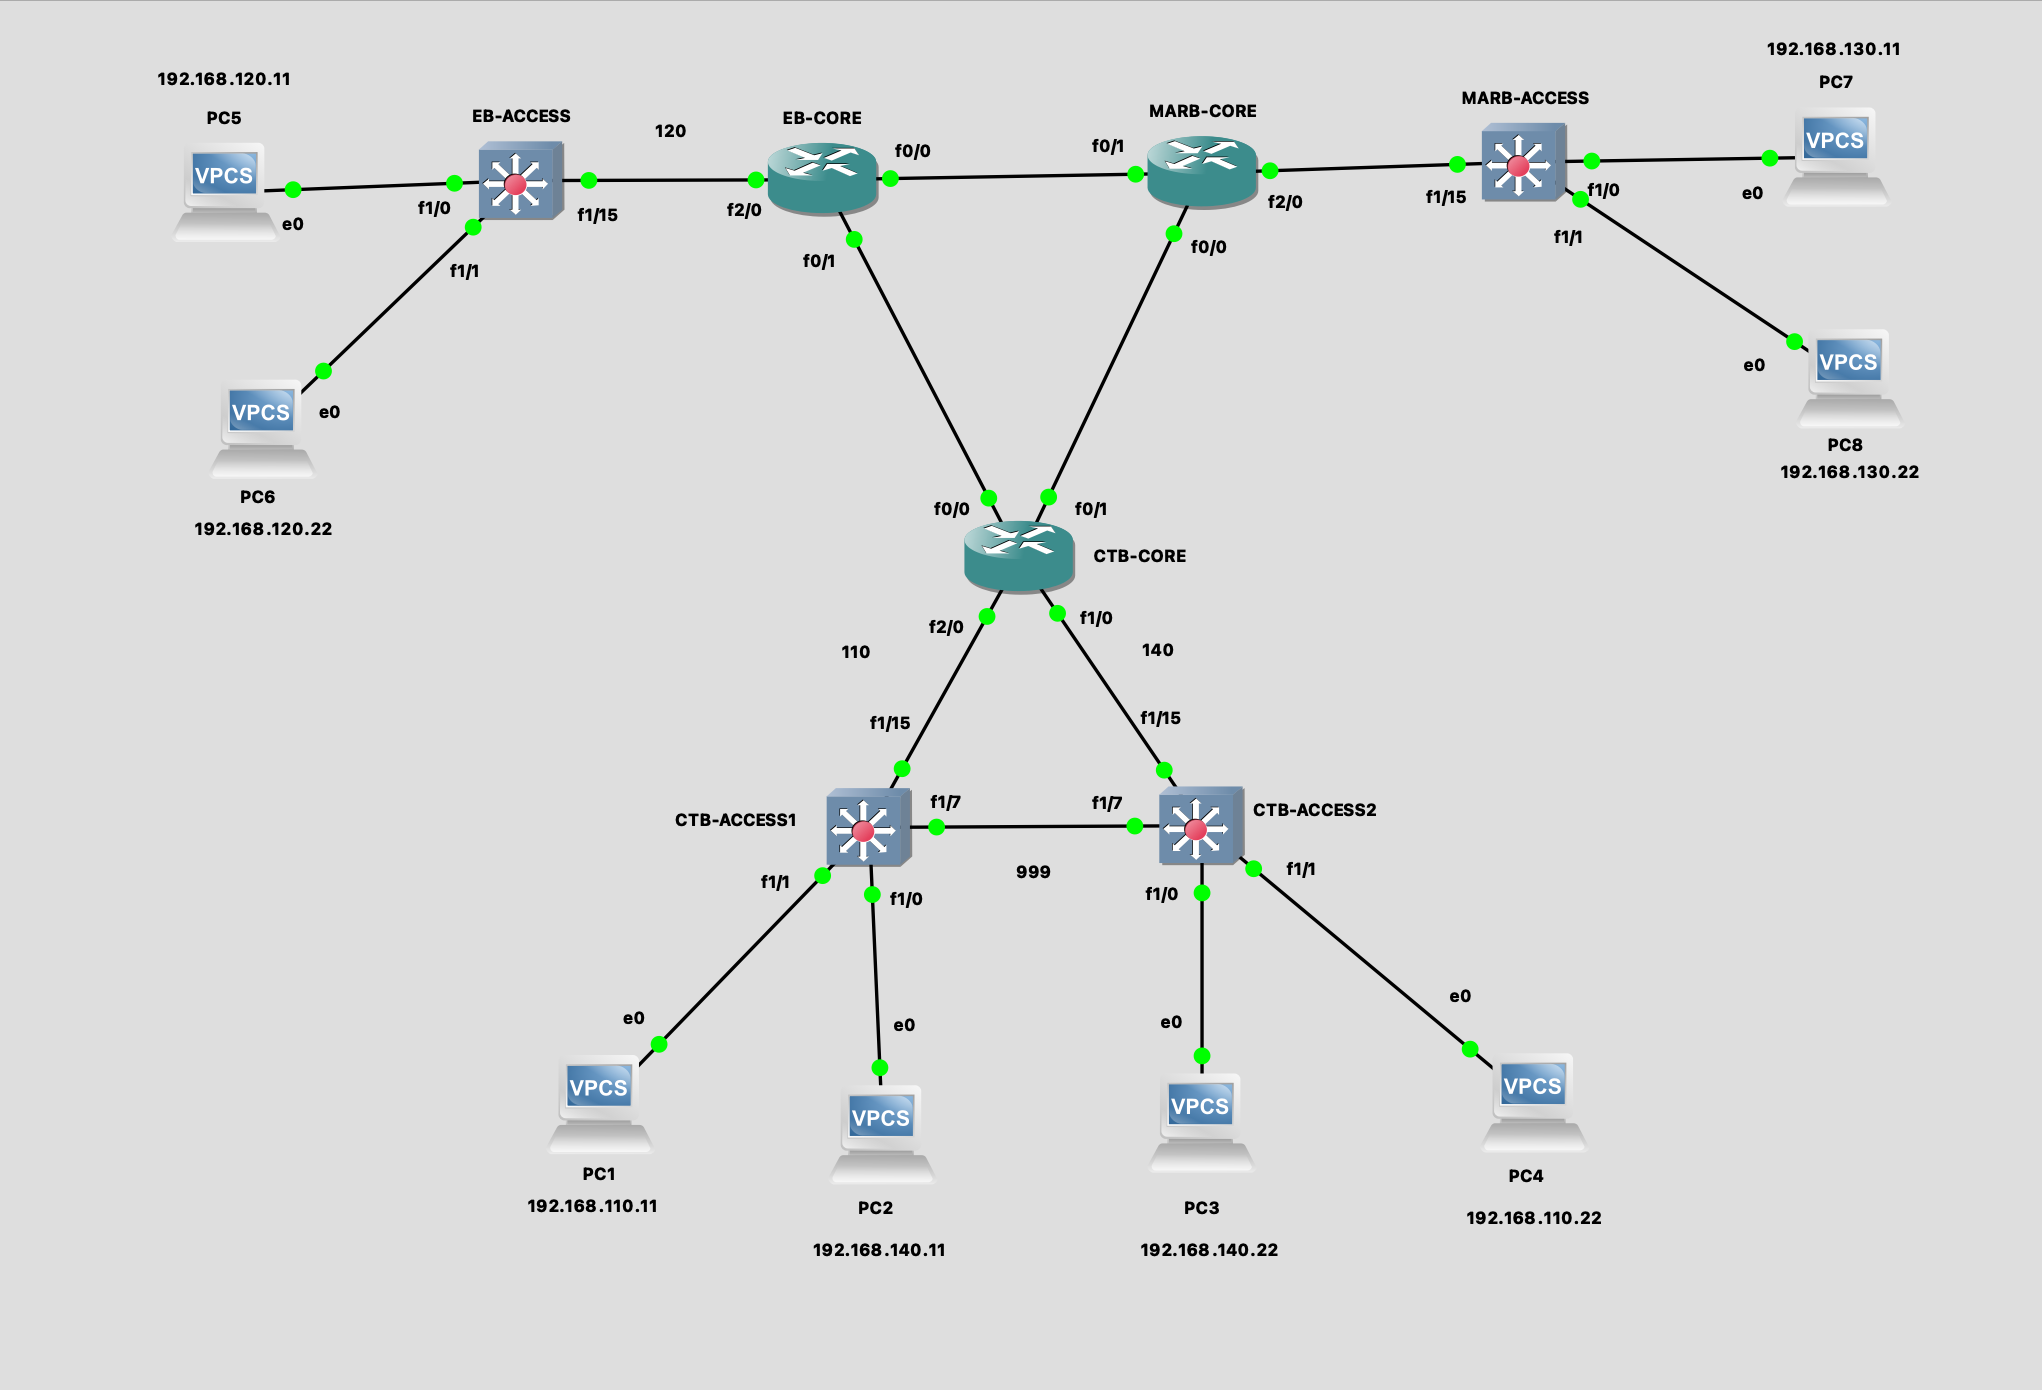 192.168.120.11
PC5
VPCS
e0
EB-ACCESS
f1/0
f1/1
f1/15
120
EB-CORE
f2/0
f0/0
f0/1
MARB-CORE
f0/1
f0/0
f2/0
MARB-ACCESS
f1/15
f1/0
f1/1
192.168.130.11
PC7
VPCS
e0
VPCS
e0
PC8
192.168.130.22
VPCS
e0
PC6
192.168.120.22
f0/0
f0/1
CTB-CORE
f2/0
f1/0
110
140
f1/15
f1/15
CTB-ACCESS1
f1/7
f1/7
CTB-ACCESS2
999
f1/1
f1/0
f1/0
f1/1
e0
e0
e0
e0
VPCS
PC1
192.168.110.11
VPCS
PC2
192.168.140.11
VPCS
PC3
192.168.140.22
VPCS
PC4
192.168.110.22